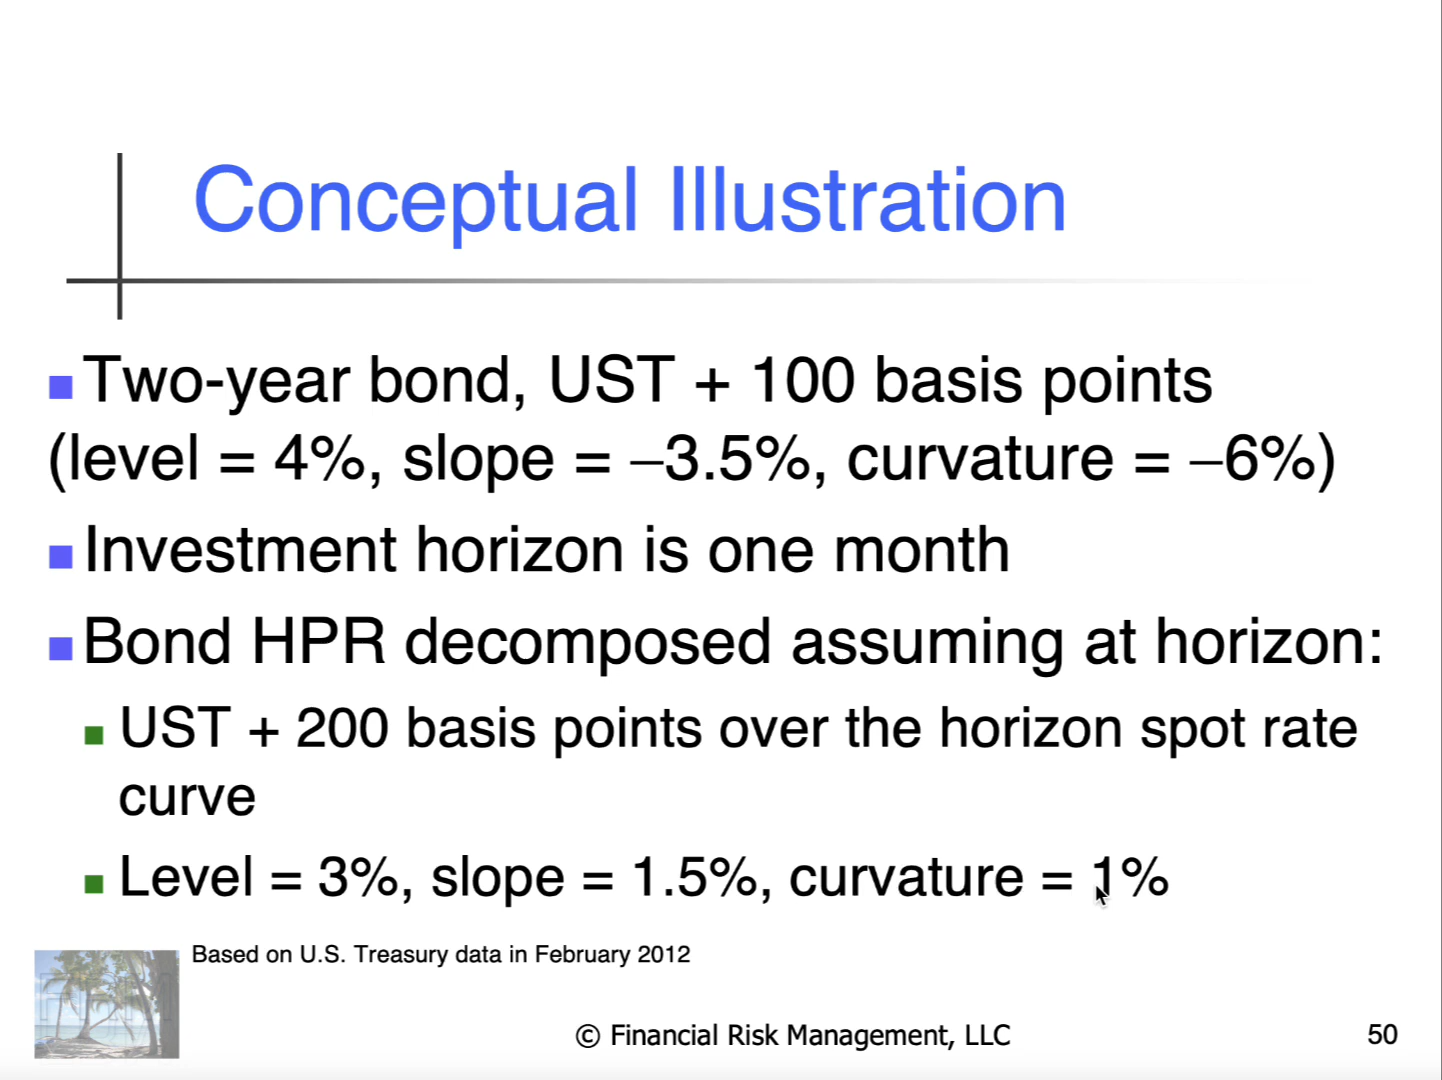 Conceptual Illustration
Two-year bond, UST + 100 basis points
(level = 4%, slope = –3.5%, curvature = –6%)
Investment horizon is one month
Bond HPR decomposed assuming at horizon:
UST + 200 basis points over the horizon spot rate
curve
Level = 3%, slope = 1.5%, curvature = 1%
Based on U.S. Treasury data in February 2012
© Financial Risk Management, LLC
50